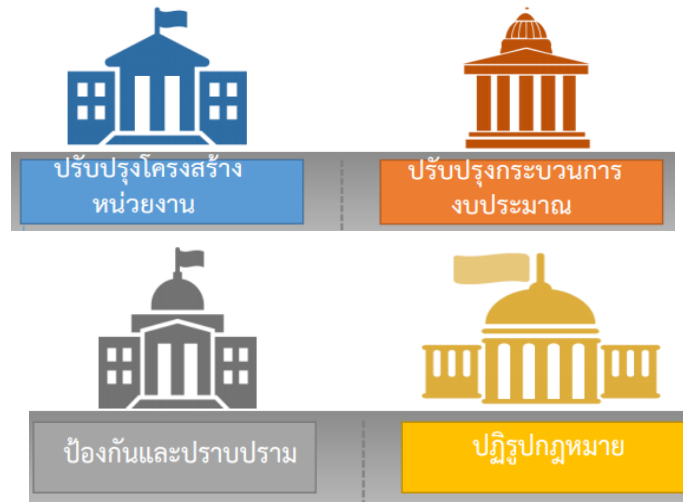 ปรับปรุงโครงสร้าง
หน่วยงาน
ปรับปรุงกระบวนการ
งบประมาณ
ป้องกันและปราบปราม
ปฏิรูปกฎหมาย